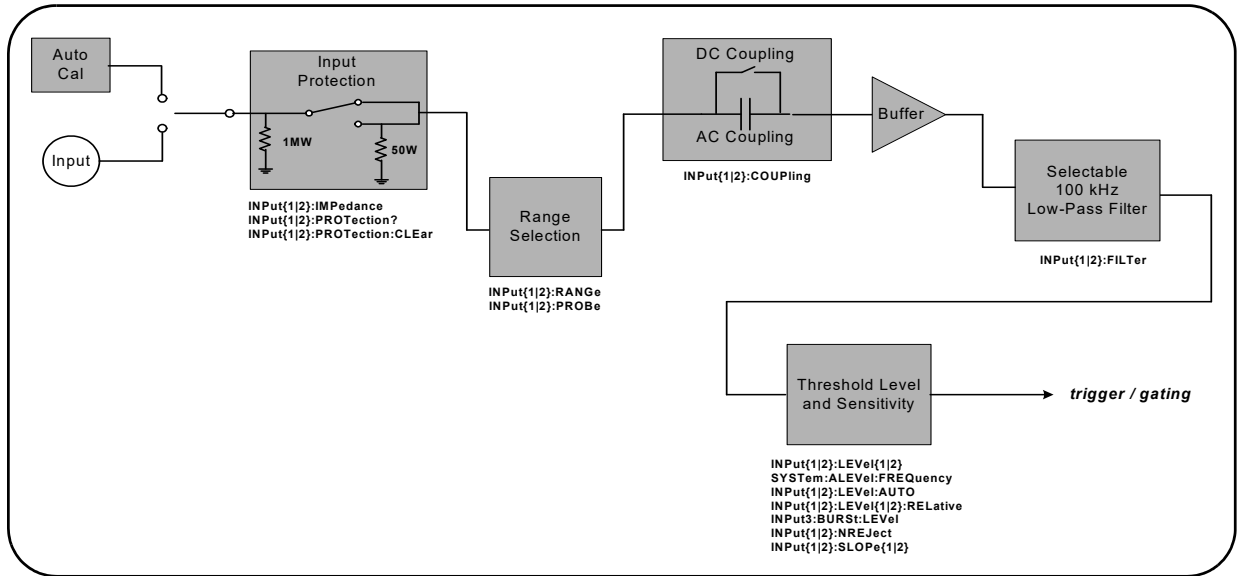 Auto
Cal
Input
Input
Protection
1MW
50W
INPut{1|2}:IMPedance
INPut{1|2}:PROTection?
INPut{1|2}:PROTection:CLEar
Range
Selection
INPut{1|2}:RANGe
INPut{1|2}:PROBe
DC Coupling
AC Coupling
INPut{1|2}:COUPling
Buffer
Selectable
100 kHz
Low-Pass Filter
INPut{1|2}:FILTer
Threshold Level
and Sensitivity
trigger / gating
INPut{1|2}:LEVel{1|2}
SYSTem:ALEVel:FREQuency
INPut{1|2}:LEVel:AUTO
INPut{1|2}:LEVel{1|2}:RELative
INPut3:BURSt:LEVel
INPut{1|2}:NREJect
INPut{1|2}:SLOPe{1|2}